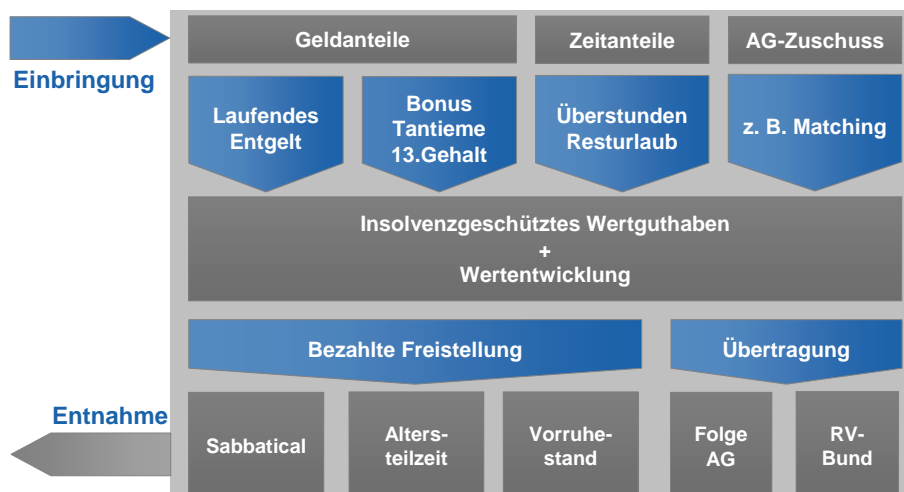 Einbringung
Geldanteile
Zeitanteile
AG-Zuschuss
Laufendes
Entgelt
Bonus
Tantieme
13.Gehalt
Überstunden
Resturlaub
z. B. Matching
Insolvenzgeschütztes Wertguthaben
+
Wertentwicklung
Bezahlte Freistellung
Übertragung
Entnahme
Sabbatical
Alters-
teilzeit
Vorruhe-
stand
Folge
AG
RV-
Bund